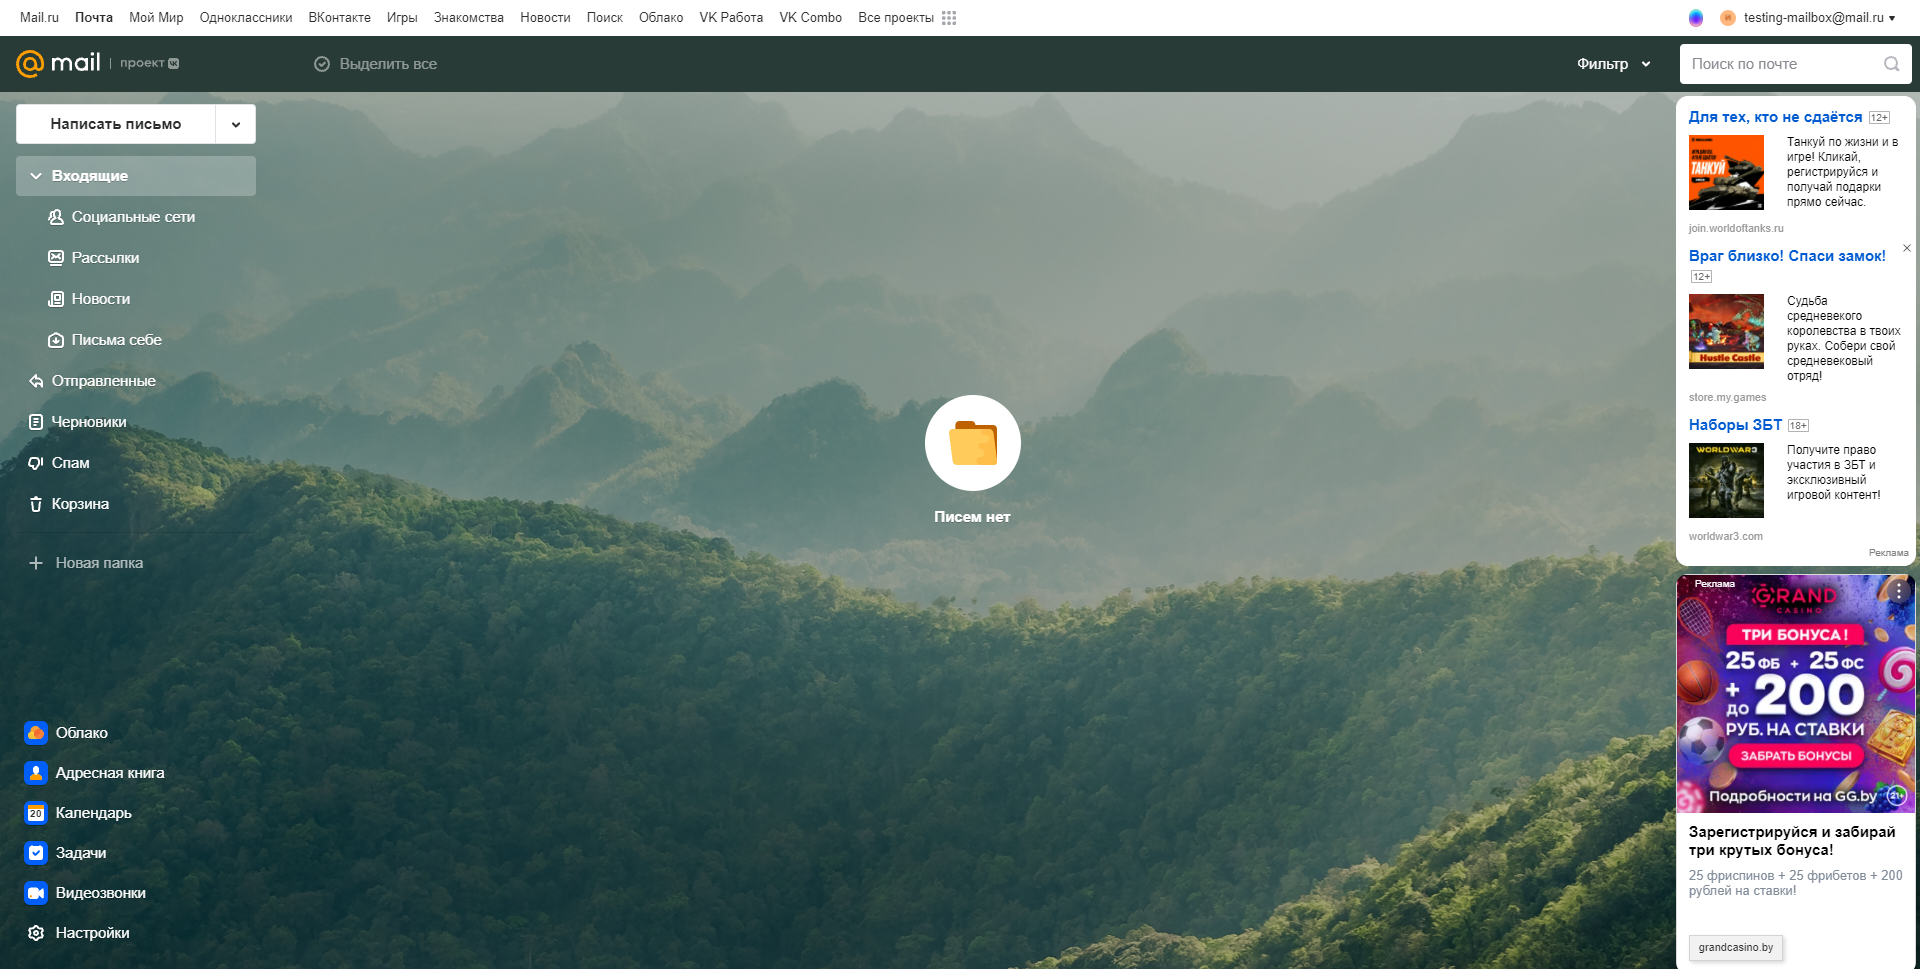 Mail.ru Почта Мой Мир Одноклассники ВКонтакте Игры Знакомства Новости Поиск Облако VK Работа VK Combo Все проекты
testing-mailbox@mail.ru
mail проект
Выделить все
Фильтр
Поиск по почте
Написать письмо
Входящие
Социальные сети
Рассылки
Новости
Письма себе
Отправленные
Черновики
Спам
Корзина
Новая папка
Облако
Адресная книга
20
Календарь
Задачи
Видеозвонки
Настройки
Писем нет
Для тех, кто не сдаётся 12+
ТАНКУЙ
Танкуй по жизни и в
игре! Кликай,
регистрируйся и
получай подарки
прямо сейчас.
join.worldoftanks.ru
Враг близко! Спаси замок!
12+
Hustle Castle
Судьба
средневекого
королевства в твоих
руках. Собери свой
средневековый
отряд!
store.my.games
Наборы ЗБТ 18+
WORLD WAR 3
Получите право
участия в ЗБТ и
эксклюзивный
игровой контент!
worldwar3.com
Реклама
Реклама
GRAND
CASINO
ТРИ БОНУСА!
25 ФБ + 25 ФС
+ ДО 200
РУБ. НА СТАВКИ
ЗАБРАТЬ БОНУСЫ
Подробности на GG.by 21+
Зарегистрируйся и забирай
три крутых бонуса!
25 фриспинов + 25 фрибетов + 200
рублей на ставки!
grandcasino.by